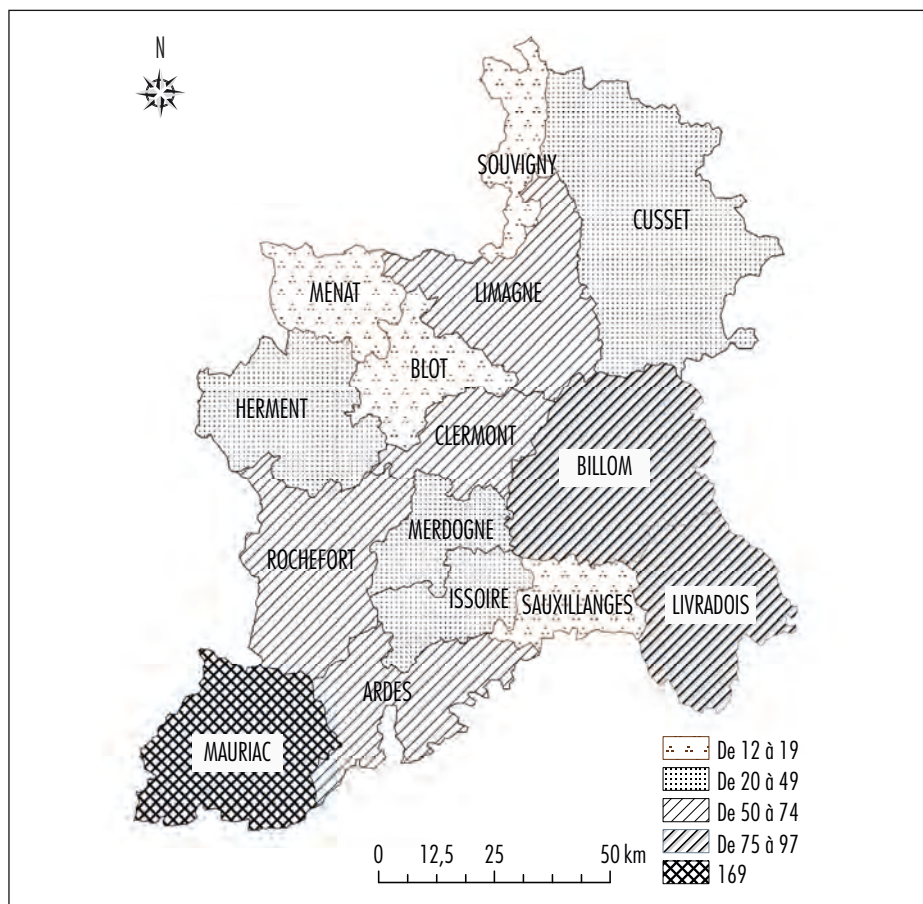 N
SOUVIGNY
CUSSET
MENAT
LIMAGNE
BLOT
HERMENT
CLERMONT
BILLOM
MERDOGNE
ROCHEFORT
ISSOIRE
SAUXILLANGES
LIVRADOIS
ARDES
MAURIAC
De 12 à 19
De 20 à 49
De 50 à 74
De 75 à 97
169
0 12,5 25 50 km